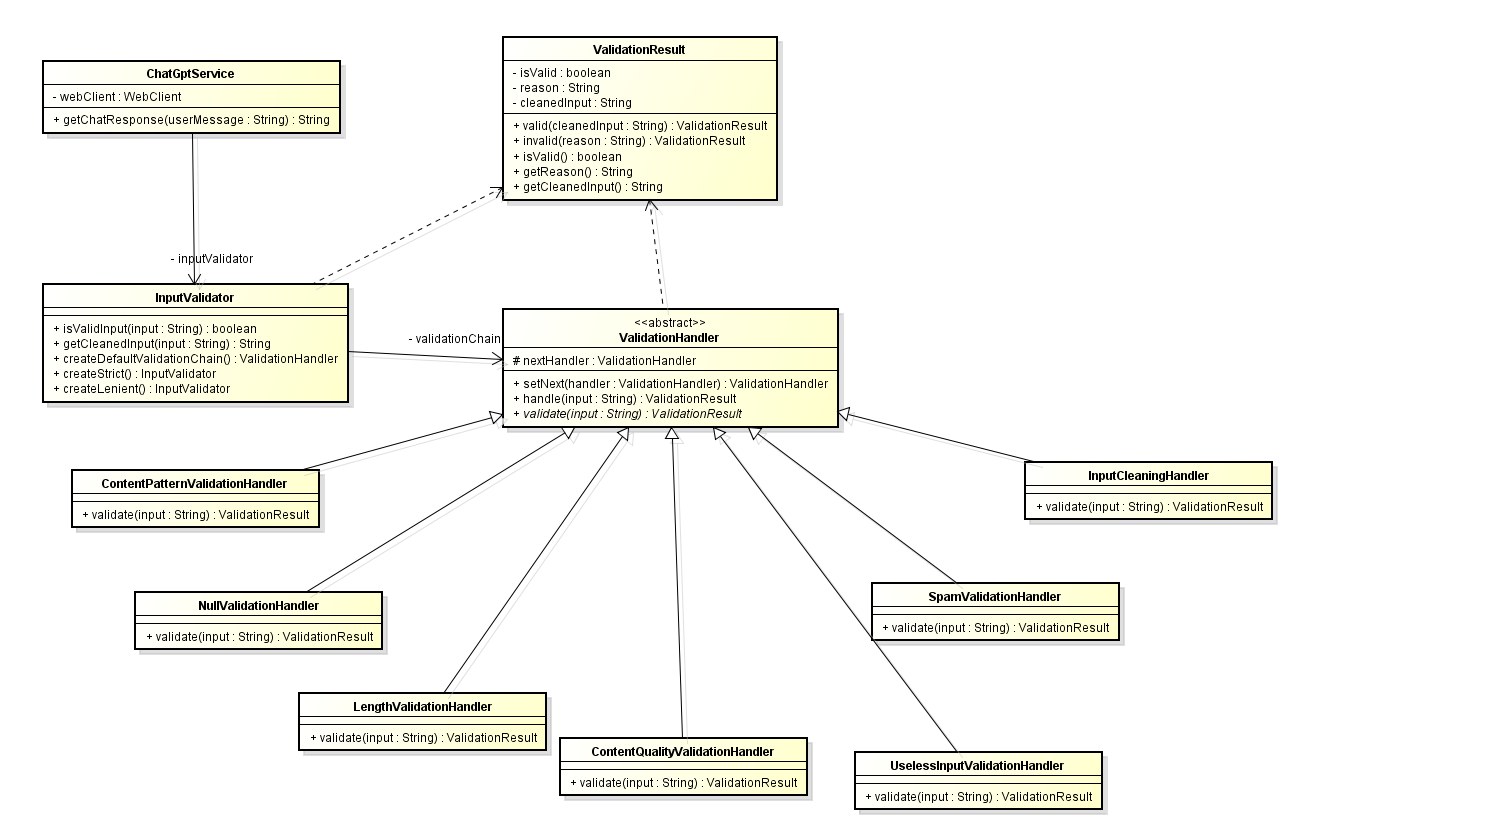 ValidationResult
- isValid : boolean
- reason : String
- cleanedInput : String
+ valid(cleanedInput : String) : ValidationResult
+ invalid(reason : String) : ValidationResult
+ isValid() : boolean
+ getReason() : String
+ getCleanedInput() : String
ChatGptService
- webClient : WebClient
+ getChatResponse(userMessage : String) : String
- inputValidator
InputValidator
+ isValidInput(input : String) : boolean
+ getCleanedInput(input : String) : String
+ createDefaultValidationChain() : ValidationHandler
+ createStrict() : InputValidator
+ createLenient() : InputValidator
- validationChain
<<abstract>>
ValidationHandler
# nextHandler : ValidationHandler
+ setNext(handler : ValidationHandler) : ValidationHandler
+ handle(input : String) : ValidationResult
+ validate(input : String) : ValidationResult
ContentPatternValidationHandler
+ validate(input : String) : ValidationResult
InputCleaningHandler
+ validate(input : String) : ValidationResult
NullValidationHandler
+ validate(input : String) : ValidationResult
SpamValidationHandler
+ validate(input : String) : ValidationResult
LengthValidationHandler
+ validate(input : String) : ValidationResult
ContentQualityValidationHandler
+ validate(input : String) : ValidationResult
UselessInputValidationHandler
+ validate(input : String) : ValidationResult